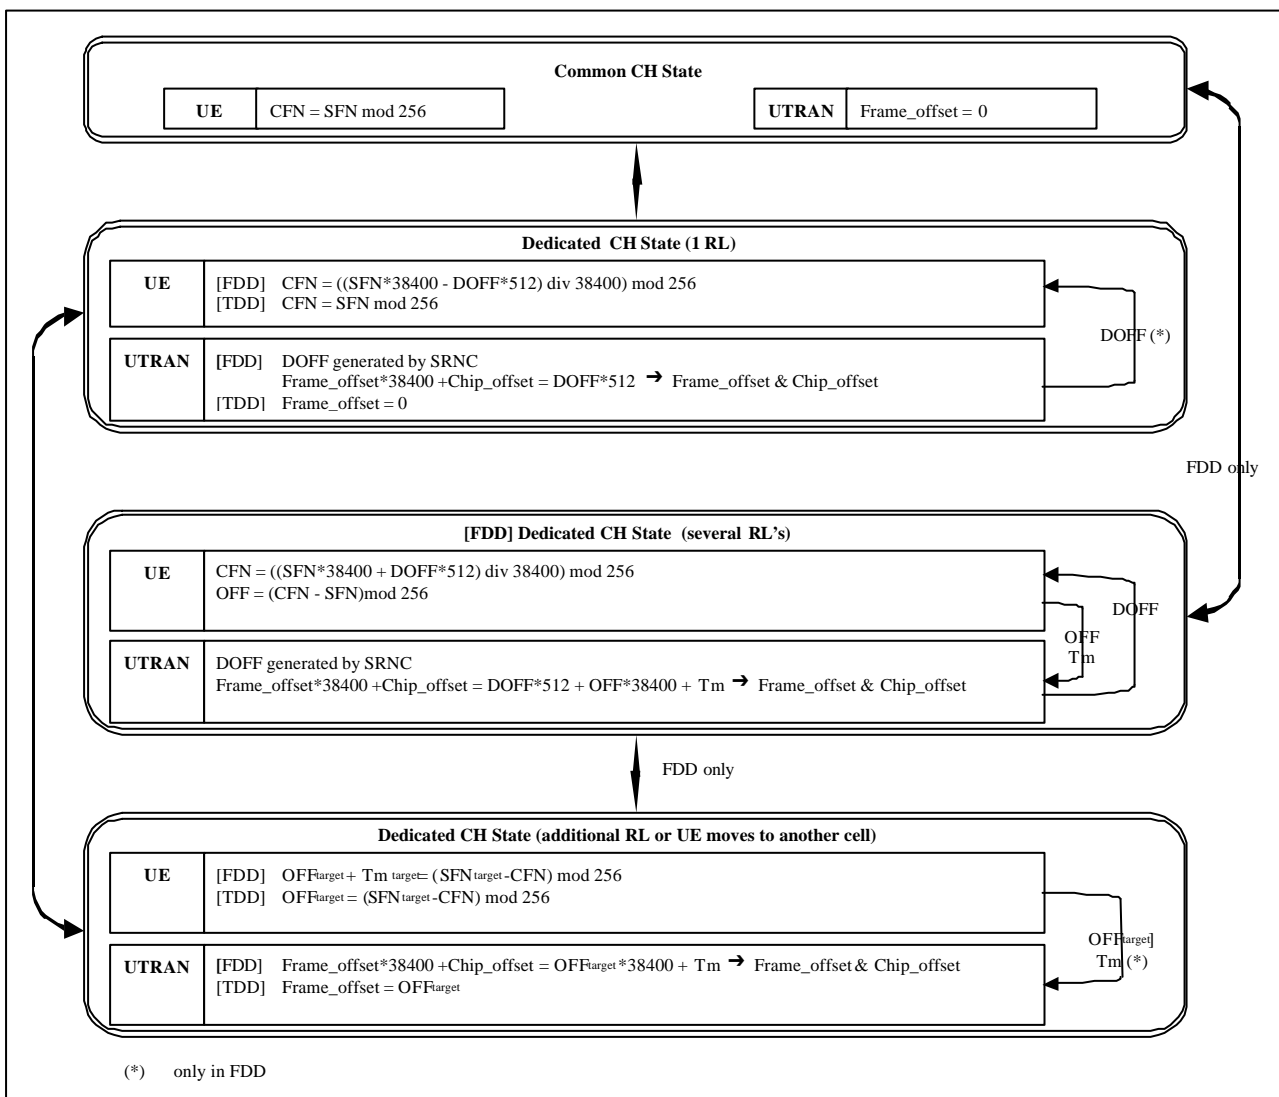 Common CH State
UE CFN = SFN mod 256 UTRAN Frame_offset = 0
Dedicated CH State (1 RL)
UE [FDD] CFN = ((SFN*38400 - DOFF*512) div 38400) mod 256
[TDD] CFN = SFN mod 256
DOFF (*)
UTRAN [FDD] DOFF generated by SRNC
Frame_offset*38400 +Chip_offset = DOFF*512 ➔ Frame_offset & Chip_offset
[TDD] Frame_offset = 0
FDD only
[FDD] Dedicated CH State (several RL's)
UE CFN = ((SFN*38400 + DOFF*512) div 38400) mod 256
OFF = (CFN - SFN)mod 256
DOFF
OFF
Tm
UTRAN DOFF generated by SRNC
Frame_offset*38400 +Chip_offset = DOFF*512 + OFF*38400 + Tm ➔ Frame_offset & Chip_offset
FDD only
Dedicated CH State (additional RL or UE moves to another cell)
UE [FDD] OFFtarget + Tm target= (SFNtarget-CFN) mod 256
[TDD] OFFtarget = (SFNtarget-CFN) mod 256
OFFtarget]
Tm (*)
UTRAN [FDD] Frame_offset*38400 +Chip_offset = OFFtarget*38400 + Tm ➔ Frame_offset & Chip_offset
[TDD] Frame_offset = OFFtarget
(*) only in FDD